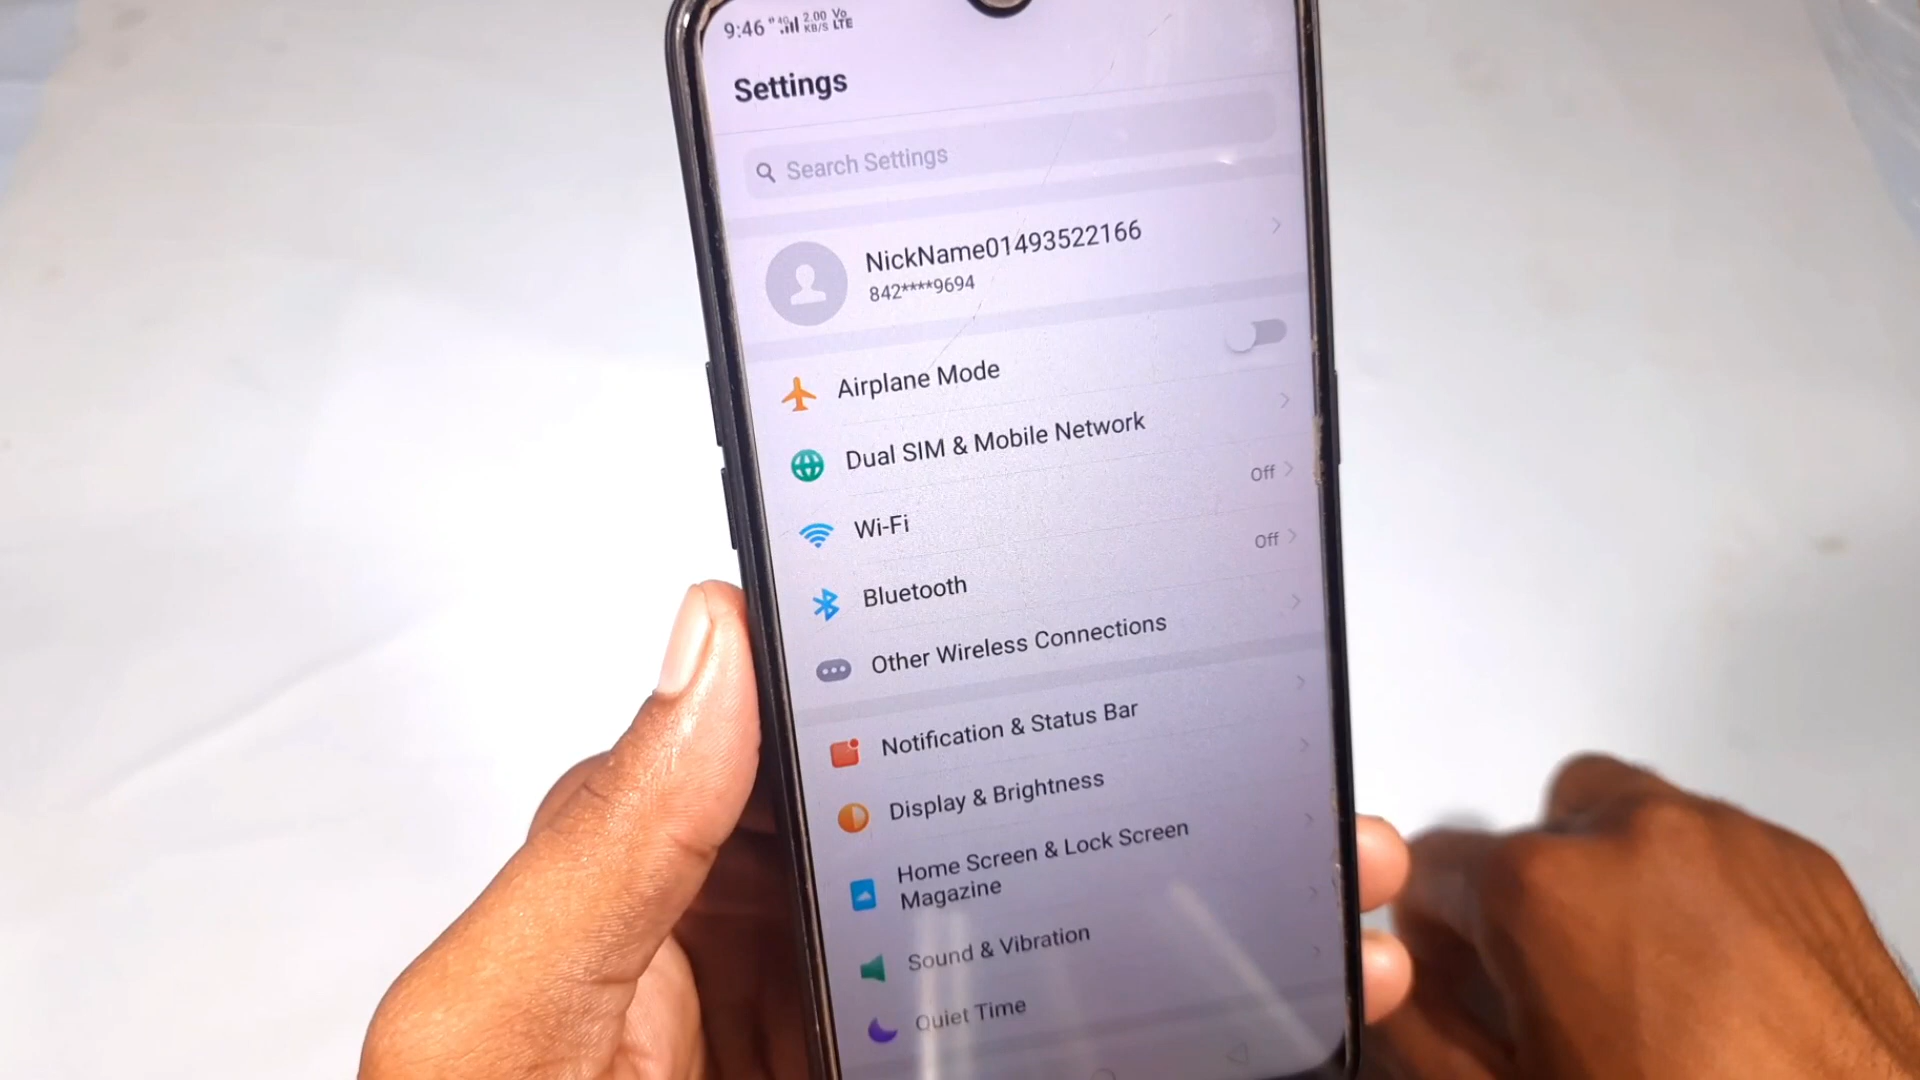 9:46 4G 2.00 KB/S Vo LTE
Settings
Search Settings
NickName01493522166
842****9694
Airplane Mode
Dual SIM & Mobile Network
Wi-Fi Off
Bluetooth Off
Other Wireless Connections
Notification & Status Bar
Display & Brightness
Home Screen & Lock Screen
Magazine
Sound & Vibration
Quiet Time